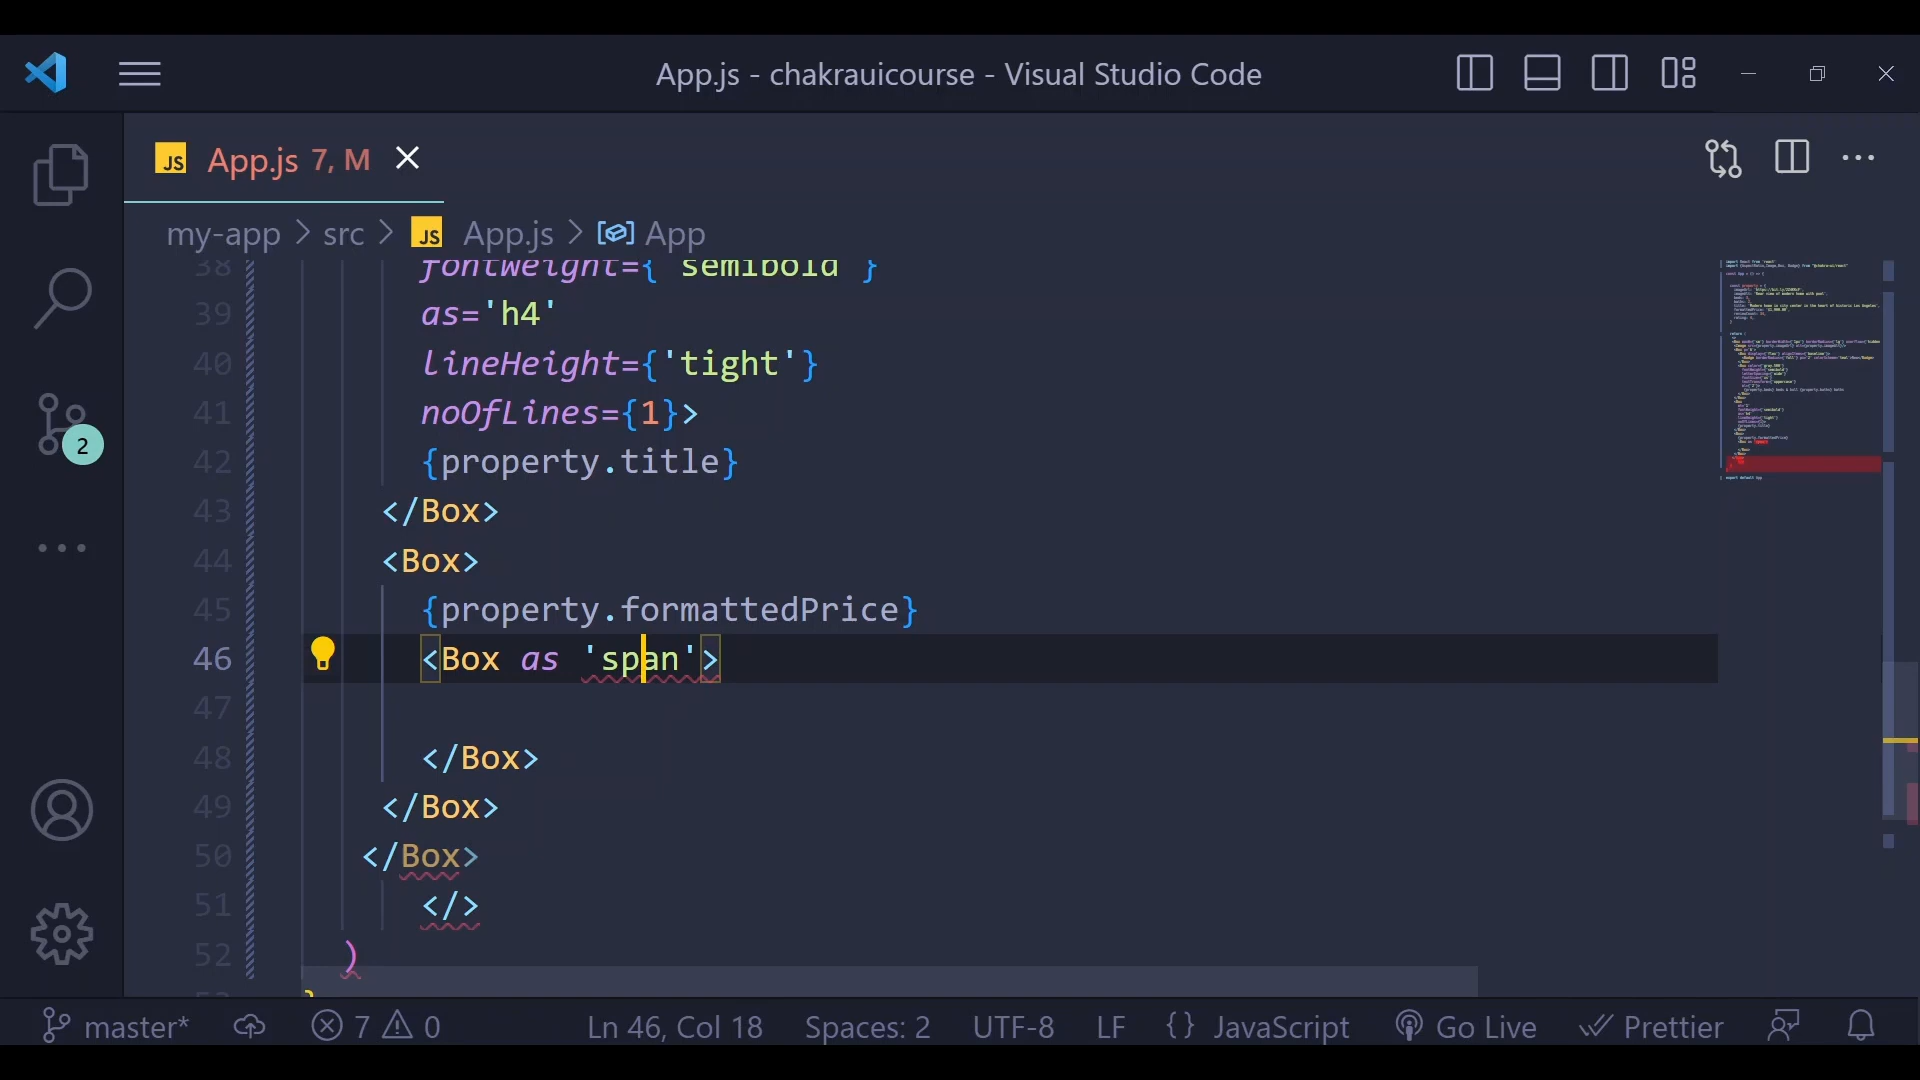 App.js - chakrauicourse - Visual Studio Code
JS App.js 7, M
my-app > src > JS App.js > App
38 fontWeight={'semibold'}
39 as='h4'
40 lineHeight={'tight'}
41 noOfLines={1}>
42 {property.title}
43 </Box>
44 <Box>
45 {property.formattedPrice}
46 <Box as 'span'>
47
48 </Box>
49 </Box>
50 </Box>
51 </>
52 )
2
master* 7 0 Ln 46, Col 18 Spaces: 2 UTF-8 LF {} JavaScript Go Live Prettier